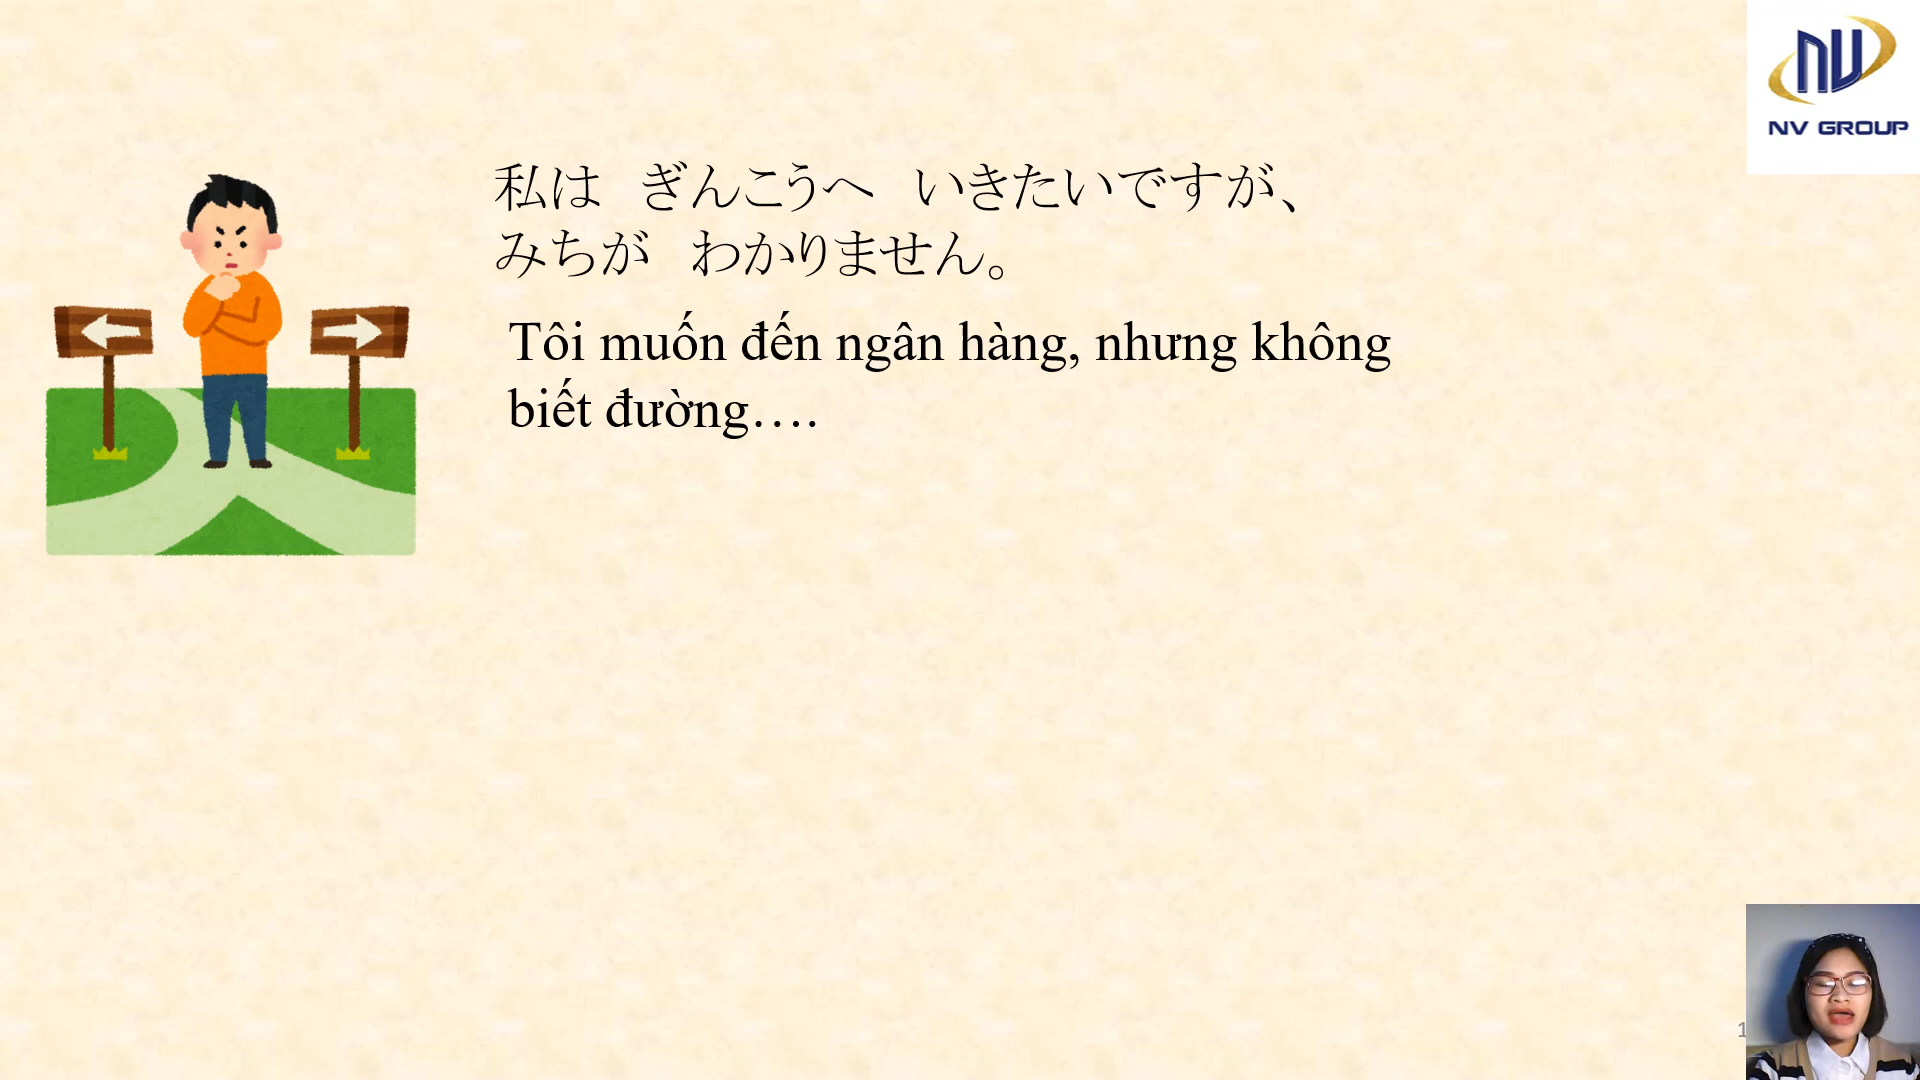 NV GROUP
私は　ぎんこうへ　いきたいですが、
みちが　わかりません。
Tôi muốn đến ngân hàng, nhưng không
biết đường….
1